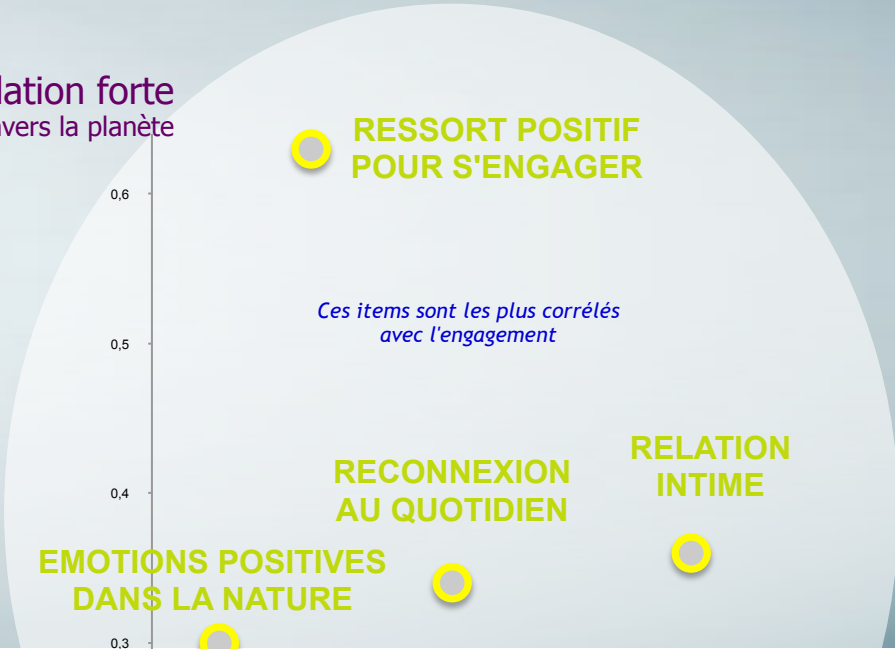 lation forte
vers la planète
RESSORT POSITIF
POUR S'ENGAGER
0,6
Ces items sont les plus corrélés
avec l'engagement
0,5
RELATION
INTIME
RECONNEXION
AU QUOTIDIEN
0,4
EMOTIONS POSITIVES
DANS LA NATURE
0,3